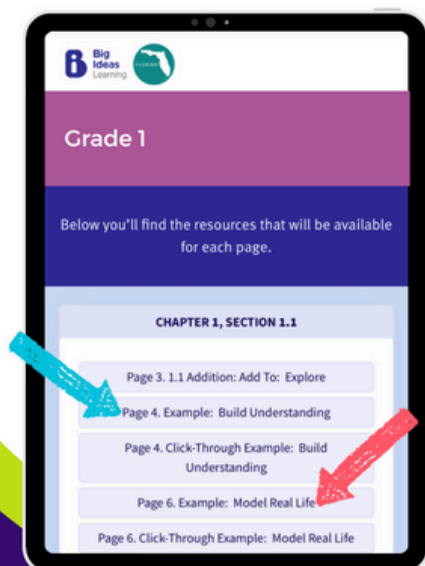 Big
Ideas
Learning
FLORIDA
Grade 1
Below you'll find the resources that will be available
for each page.
CHAPTER 1, SECTION 1.1
Page 3. 1.1 Addition: Add To: Explore
Page 4. Example: Build Understanding
Page 4. Click-Through Example: Build
Understanding
Page 6. Example: Model Real Life
Page 6. Click-Through Example: Model Real Life